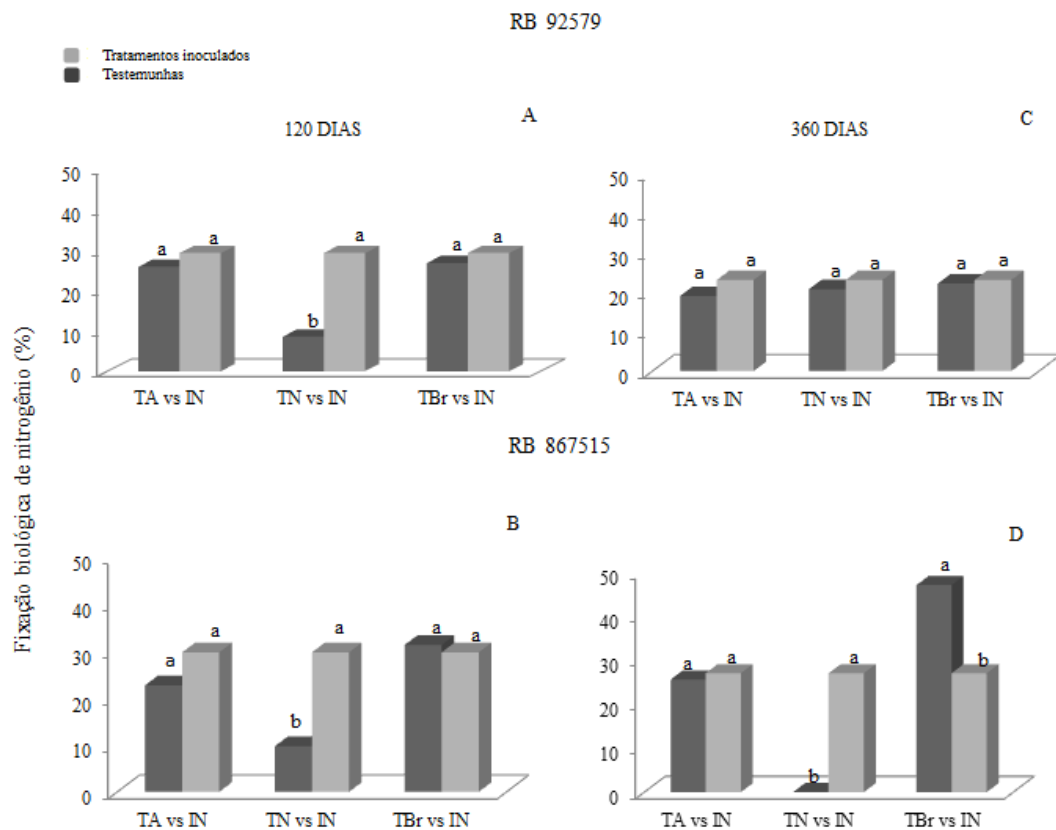 RB 92579
Tratamentos inoculados
Testemunhas
A
120 DIAS
C
360 DIAS
Fixação biológica de nitrogênio (%)
50
40
30
20
10
0
a
a
b
a
a
a
TA vs IN
TN vs IN
TBr vs IN
50
40
30
20
10
0
a
a
a
a
a
a
TA vs IN
TN vs IN
TBr vs IN
RB 867515
B
50
40
30
20
10
0
a
a
b
a
a
a
TA vs IN
TN vs IN
TBr vs IN
D
50
40
30
20
10
0
a
a
b
a
a
b
TA vs IN
TN vs IN
TBr vs IN